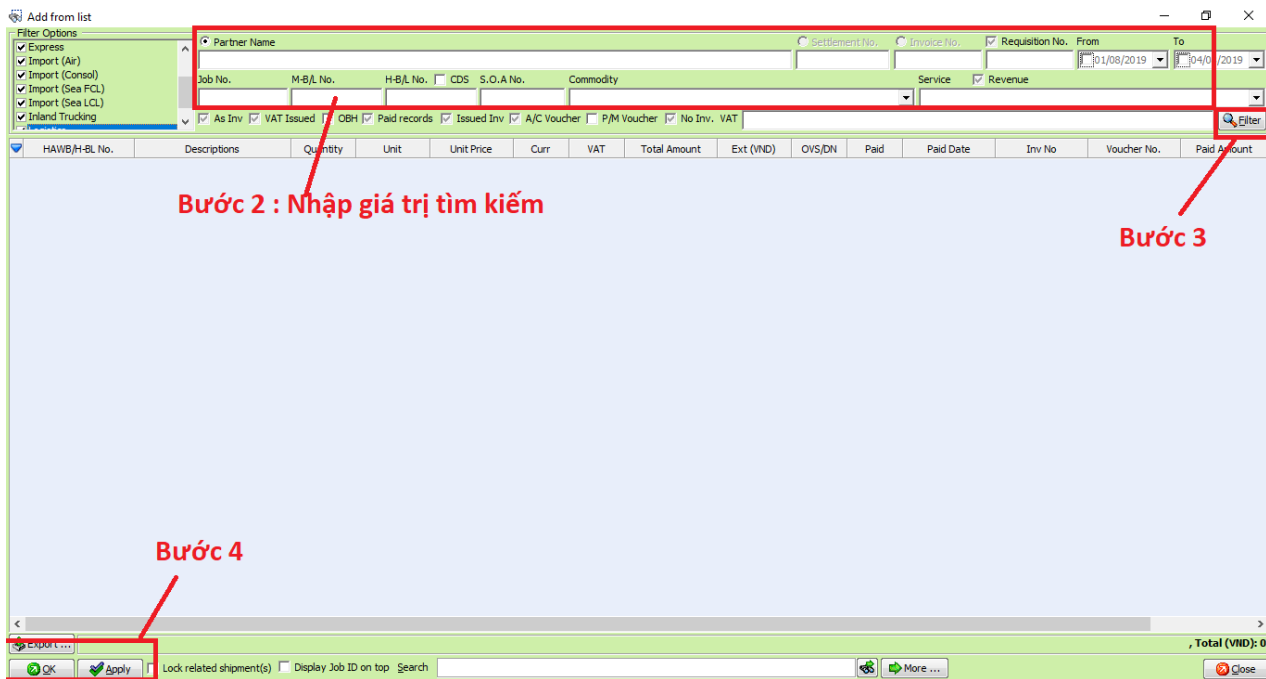 Add from list
Filter Options
Express
Import (Air)
Import (Consol)
Import (Sea FCL)
Import (Sea LCL)
Inland Trucking
Partner Name Settlement No. Invoice No. Requisition No. From To
01/08/2019 /2019
Job No. M-B/L No. H-B/L No. CDS S.O.A No. Commodity Service Revenue
As Inv VAT Issued OBH Paid records Issued Inv A/C Voucher P/M Voucher No Inv. VAT Filter
HAWB/H-BL No. Descriptions Quantity Unit Unit Price Curr VAT Total Amount Ext (VND) OVS/DN Paid Paid Date Inv No Voucher No. Paid Amount
Bước 2 : Nhập giá trị tìm kiếm
Bước 3
Bước 4
Export ... , Total (VND): 0
OK Apply Lock related shipment(s) Display Job ID on top Search More ... Close